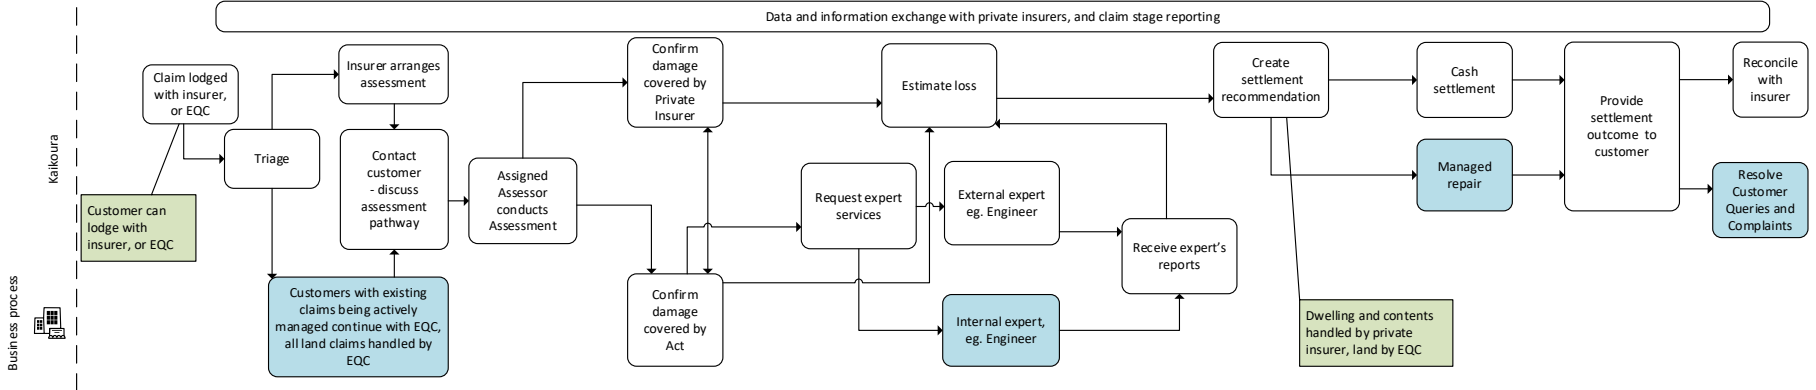 Data and information exchange with private insurers, and claim stage reporting
Kaikoura
Business process
Claim lodged
with insurer,
or EQC
Customer can
lodge with
insurer, or EQC
Triage
Insurer arranges
assessment
Contact
customer
- discuss
assessment
pathway
Customers with existing
claims being actively
managed continue with EQC,
all land claims handled by
EQC
Assigned
Assessor
conducts
Assessment
Confirm
damage
covered by
Private
Insurer
Confirm
damage
covered by
Act
Request expert
services
Estimate loss
External expert
eg. Engineer
Internal expert,
eg. Engineer
Receive expert's
reports
Create
settlement
recommendation
Dwelling and contents
handled by private
insurer, land by EQC
Cash
settlement
Managed
repair
Provide
settlement
outcome to
customer
Reconcile
with
insurer
Resolve
Customer
Queries and
Complaints